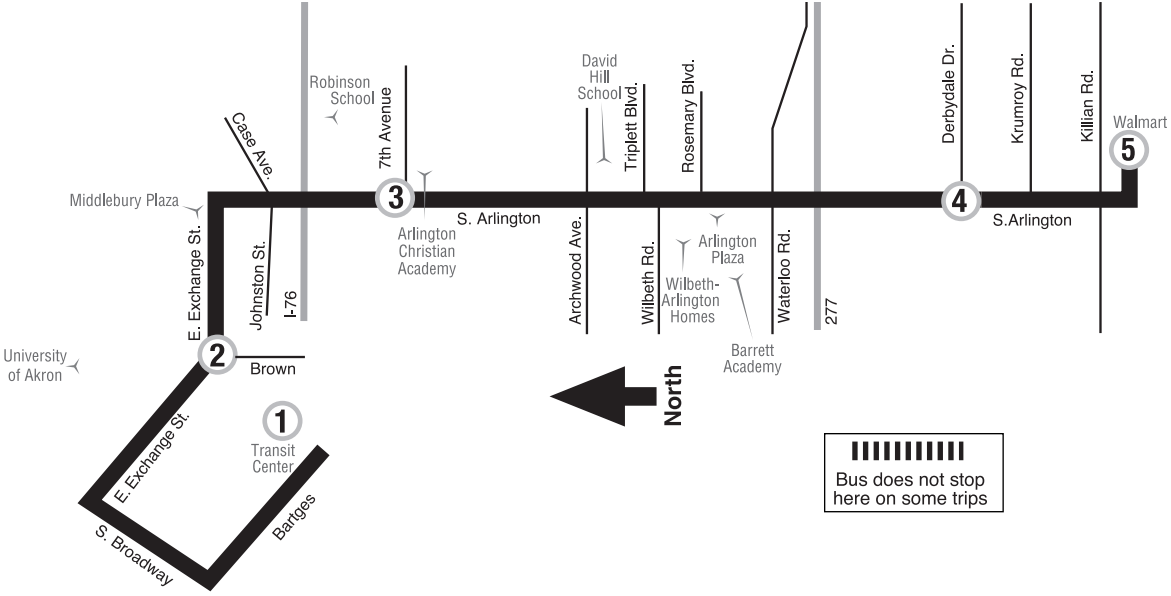 Case Ave.
Robinson
School
7th Avenue
David
Hill
School
Triplett Blvd.
Rosemary Blvd.
Derbydale Dr.
Krumroy Rd.
Killian Rd.
Walmart
5
Middlebury Plaza
3
4
S. Arlington
S.Arlington
E. Exchange St.
Johnston St.
I-76
Arlington
Christian
Academy
Archwood Ave.
Wilbeth Rd.
Wilbeth-
Arlington
Homes
Arlington
Plaza
Barrett
Academy
Waterloo Rd.
277
University
of Akron
2
Brown
1
Transit
Center
E. Exchange St.
S. Broadway
Bartges
North
Bus does not stop
here on some trips